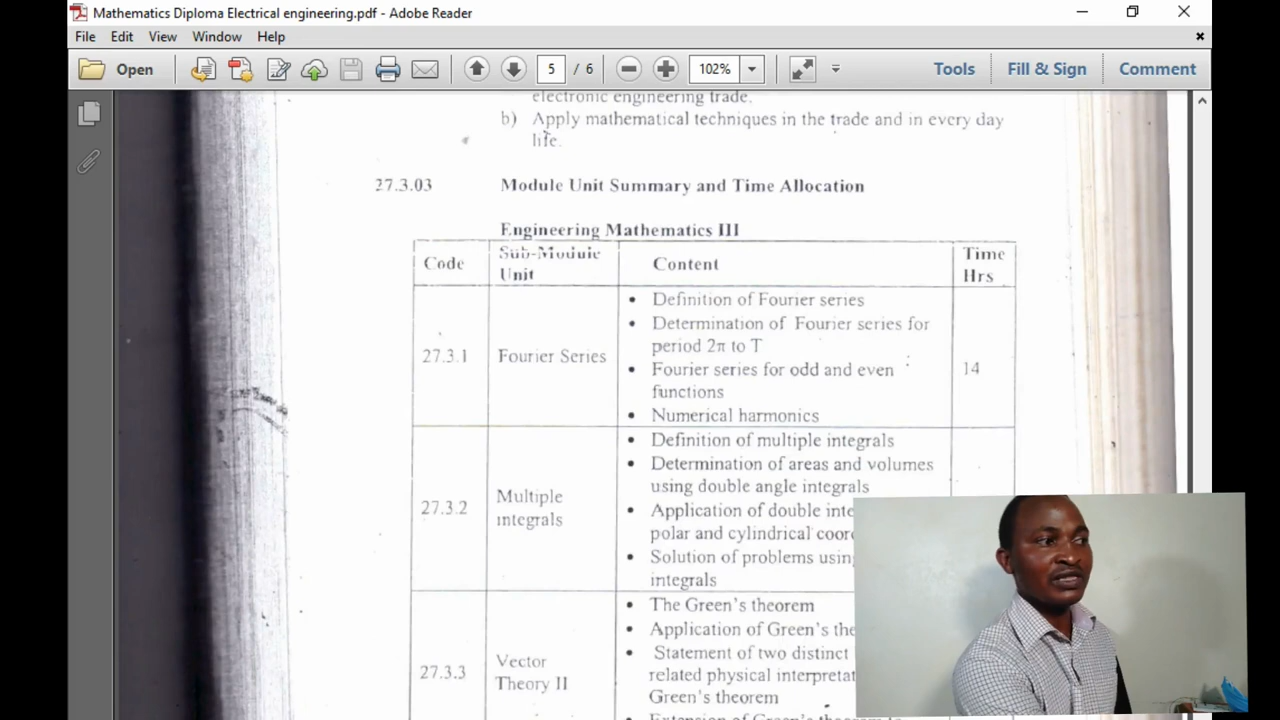 Mathematics Diploma Electrical engineering.pdf - Adobe Reader
File Edit View Window Help
Open 5 / 6 102% Tools Fill & Sign Comment
electronic engineering trade.
b) Apply mathematical techniques in the trade and in every day
life.
27.3.03 Module Unit Summary and Time Allocation
Engineering Mathematics III
Code Sub-Module Unit Content Time Hrs
27.3.1 Fourier Series 14
• Definition of Fourier series
• Determination of Fourier series for
period 2π to T
• Fourier series for odd and even
functions
• Numerical harmonics
27.3.2 Multiple integrals
• Definition of multiple integrals
• Determination of areas and volumes
using double angle integrals
• Application of double inte
polar and cylindrical coor
• Solution of problems usin
integrals
27.3.3 Vector Theory II
• The Green's theorem
• Application of Green's the
• Statement of two distinct
related physical interpretat
Green's theorem
• Extension of Green's theorem to